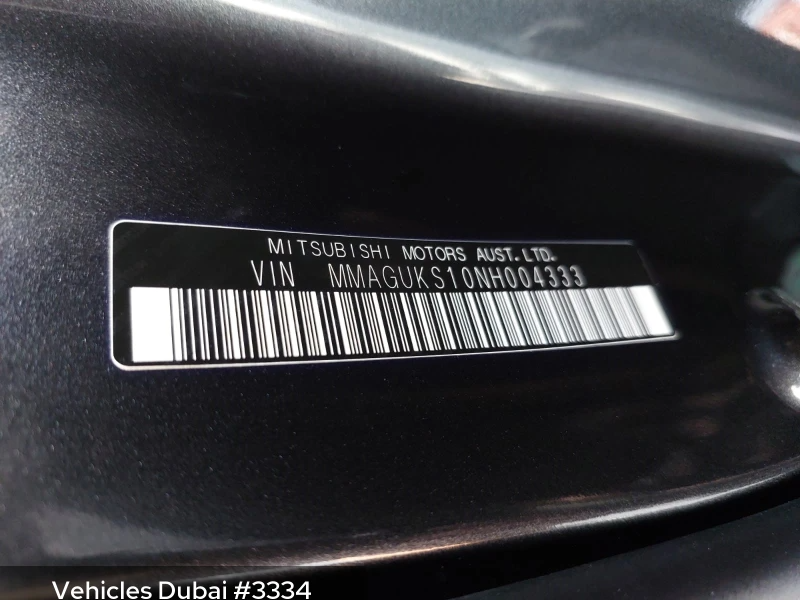 MITSUBISHI MOTORS AUST.LTD.
VIN MMAGUKS10NH004333
Vehicles Dubai #3334